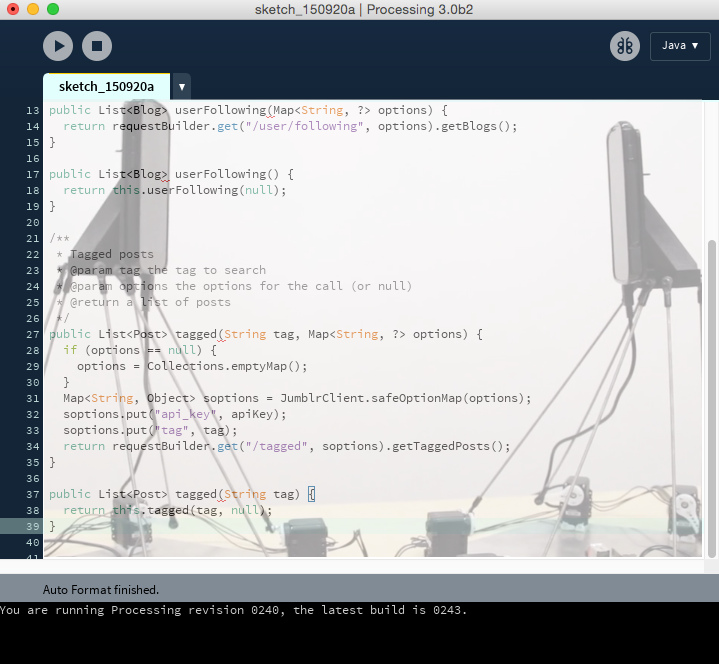 sketch_150920a | Processing 3.0b2
Java ▾
sketch_150920a ▾
13 public List<Blog> userFollowing(Map<String, ?> options) {
14   return requestBuilder.get("/user/following", options).getBlogs();
15 }
16
17 public List<Blog> userFollowing() {
18   return this.userFollowing(null);
19 }
20
21 /**
22  * Tagged posts
23  * @param tag the tag to search
24  * @param options the options for the call (or null)
25  * @return a list of posts
26  */
27 public List<Post> tagged(String tag, Map<String, ?> options) {
28   if (options == null) {
29     options = Collections.emptyMap();
30   }
31   Map<String, Object> soptions = JumblrClient.safeOptionMap(options);
32   soptions.put("api_key", apiKey);
33   soptions.put("tag", tag);
34   return requestBuilder.get("/tagged", soptions).getTaggedPosts();
35 }
36
37 public List<Post> tagged(String tag) {
38   return this.tagged(tag, null);
39 }
40
41
Auto Format finished.
You are running Processing revision 0240, the latest build is 0243.